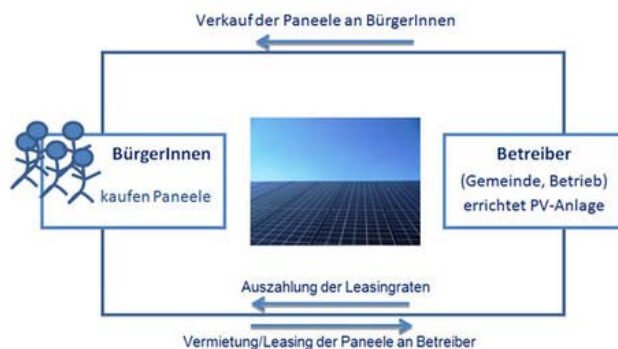 Verkauf der Paneele an BürgerInnen
BürgerInnen
kaufen Paneele
Betreiber
(Gemeinde, Betrieb)
errichtet PV-Anlage
Auszahlung der Leasingraten
Vermietung/Leasing der Paneele an Betreiber